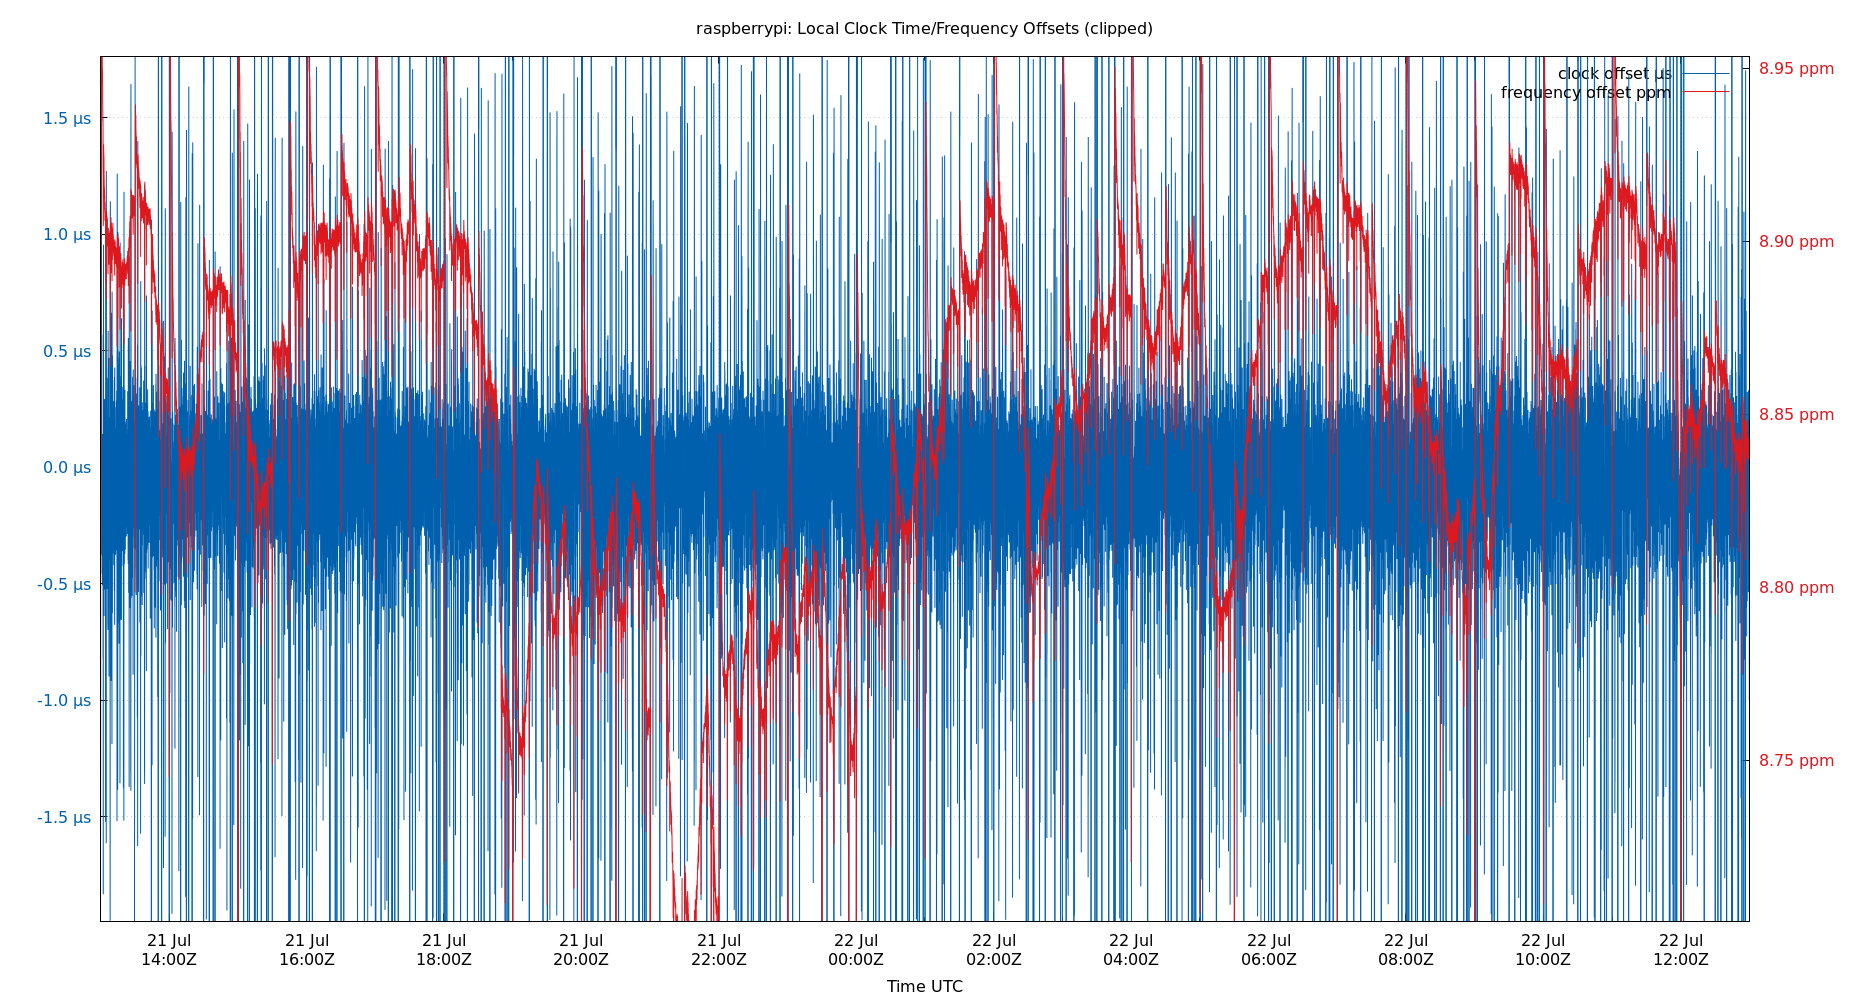 raspberrypi: Local Clock Time/Frequency Offsets (clipped)
clock offset µs
frequency offset ppm
1.5 µs
1.0 µs
0.5 µs
0.0 µs
-0.5 µs
-1.0 µs
-1.5 µs
8.95 ppm
8.90 ppm
8.85 ppm
8.80 ppm
8.75 ppm
21 Jul
14:00Z
21 Jul
16:00Z
21 Jul
18:00Z
21 Jul
20:00Z
21 Jul
22:00Z
22 Jul
00:00Z
22 Jul
02:00Z
22 Jul
04:00Z
22 Jul
06:00Z
22 Jul
08:00Z
22 Jul
10:00Z
22 Jul
12:00Z
Time UTC